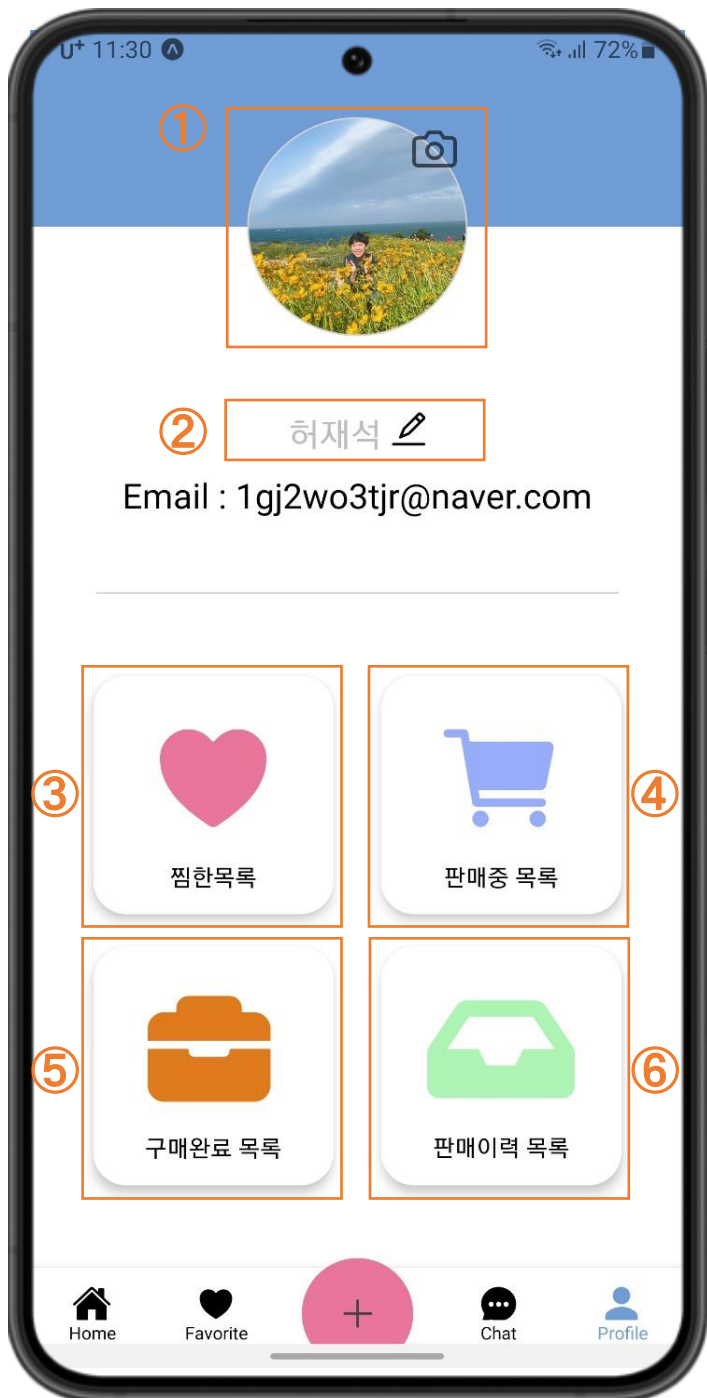 U+ 11:30 72%
①
② 허재석
Email : 1gj2wo3tjr@naver.com
③ ④
찜한목록 판매중 목록
⑤ ⑥
구매완료 목록 판매이력 목록
+
Home Favorite Chat Profile